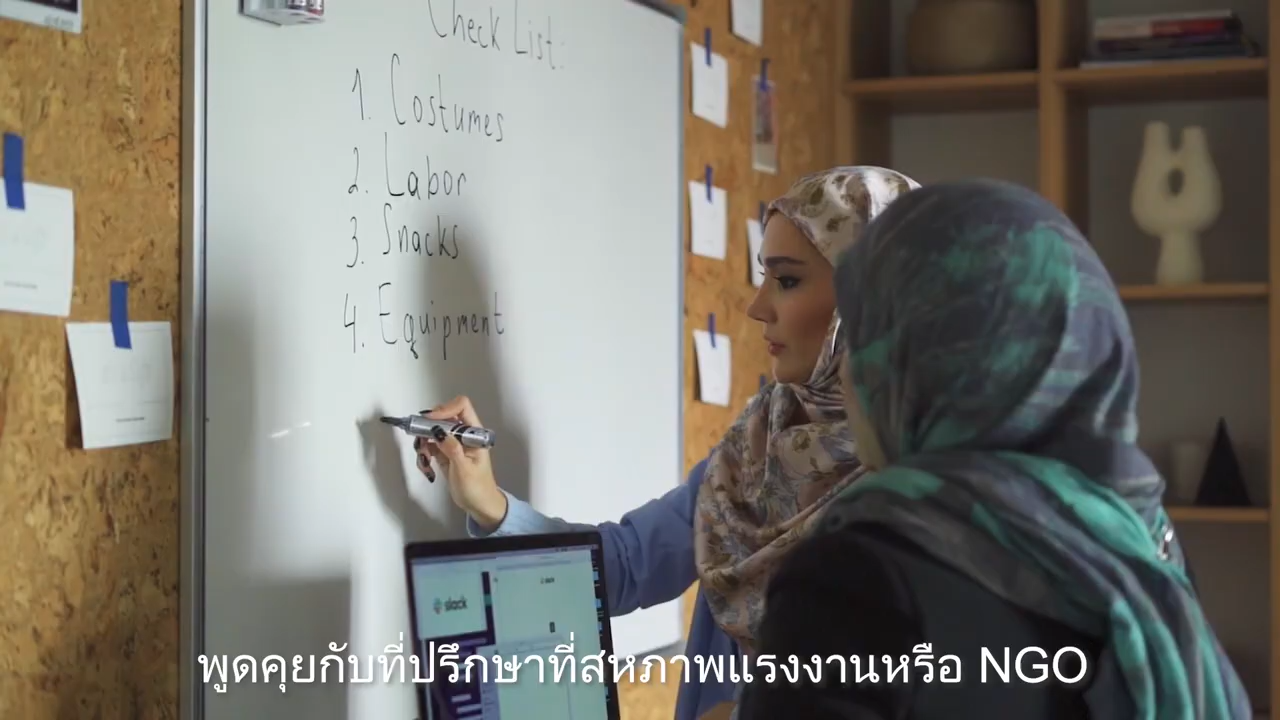 Check List:
1. Costumes
2. Labor
3. Snacks
4. Equipment
slack
พูดคุยกับที่ปรึกษาที่สหภาพแรงงานหรือ NGO